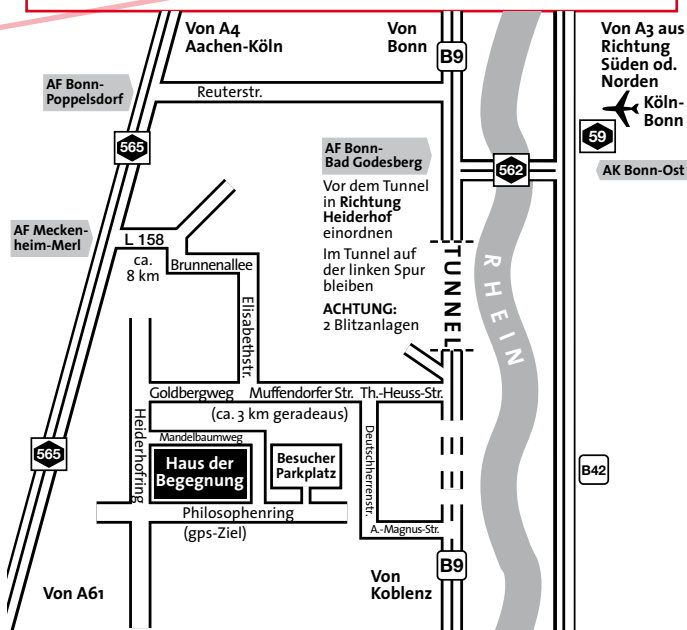 Von A4
Aachen-Köln
Von
Bonn
B9
Von A3 aus
Richtung
Süden od.
Norden
Köln-
Bonn
59
AK Bonn-Ost
AF Bonn-
Poppelsdorf
Reuterstr.
565
AF Bonn-
Bad Godesberg
562
Vor dem Tunnel
in Richtung
Heiderhof
einordnen
Im Tunnel auf
der linken Spur
bleiben
ACHTUNG:
2 Blitzanlagen
TUNNEL
RHEIN
AF Mecken-
heim-Merl
L 158
ca.
8 km
Brunnenallee
Elisabethstr.
Goldbergweg
Muffendorfer Str.
Th.-Heuss-Str.
(ca. 3 km geradeaus)
Heiderhofring
Mandelbaumweg
Haus der
Begegnung
Besucher
Parkplatz
Deutschherrenstr.
565
B42
Philosophenring
(gps-Ziel)
A.-Magnus-Str.
B9
Von A61
Von
Koblenz